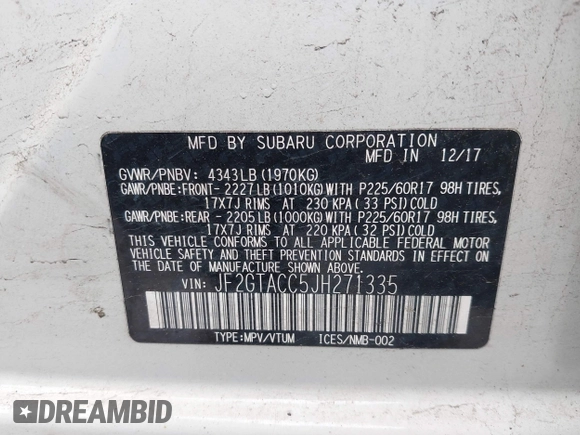 MFD BY SUBARU CORPORATION
MFD IN 12/17
GVWR/PNBV: 4343LB (1970KG)
GAWR/PNBE:FRONT- 2227LB(1010KG)WITH P225/60R17 98H TIRES,
17X7J RIMS AT 230 KPA( 33 PSI)COLD
GAWR/PNBE:REAR - 2205LB(1000KG)WITH P225/60R17 98H TIRES,
17X7J RIMS AT 220 KPA( 32 PSI)COLD
THIS VEHICLE CONFORMS TO ALL APPLICABLE FEDERAL MOTOR
VEHICLE SAFETY AND THEFT PREVENTION STANDARDS IN EFFECT
ON THE DATE OF MANUFACTURE SHOWN ABOVE.
VIN: JF2GTACC5JH271335
TYPE:MPV/VTUM ICES/NMB-002
DREAMBID